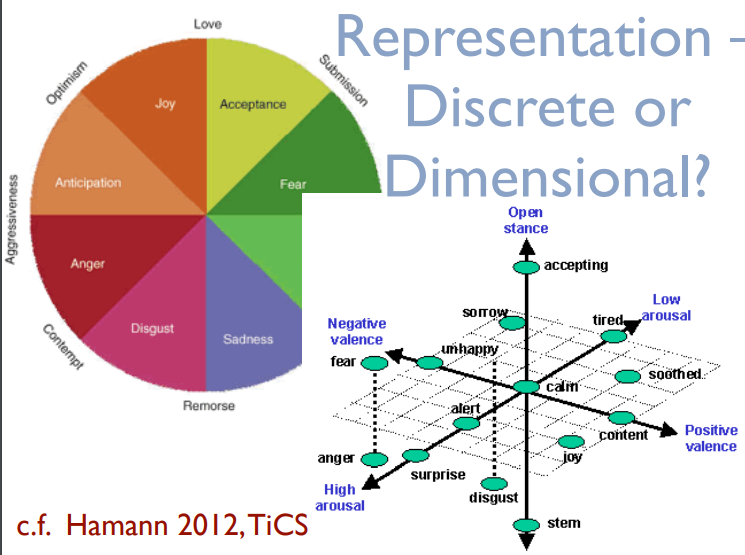 Representation -
Discrete or
Dimensional?
Love
Optimism
Submission
Joy
Acceptance
Anticipation
Fear
Aggressiveness
Anger
Disgust
Sadness
Contempt
Remorse
Open
stance
accepting
Low
arousal
sorrow
tired
Negative
valence
unhappy
fear
calm
soothed
alert
content
Positive
valence
joy
anger
surprise
High
arousal
disgust
stern
c.f. Hamann 2012, TiCS